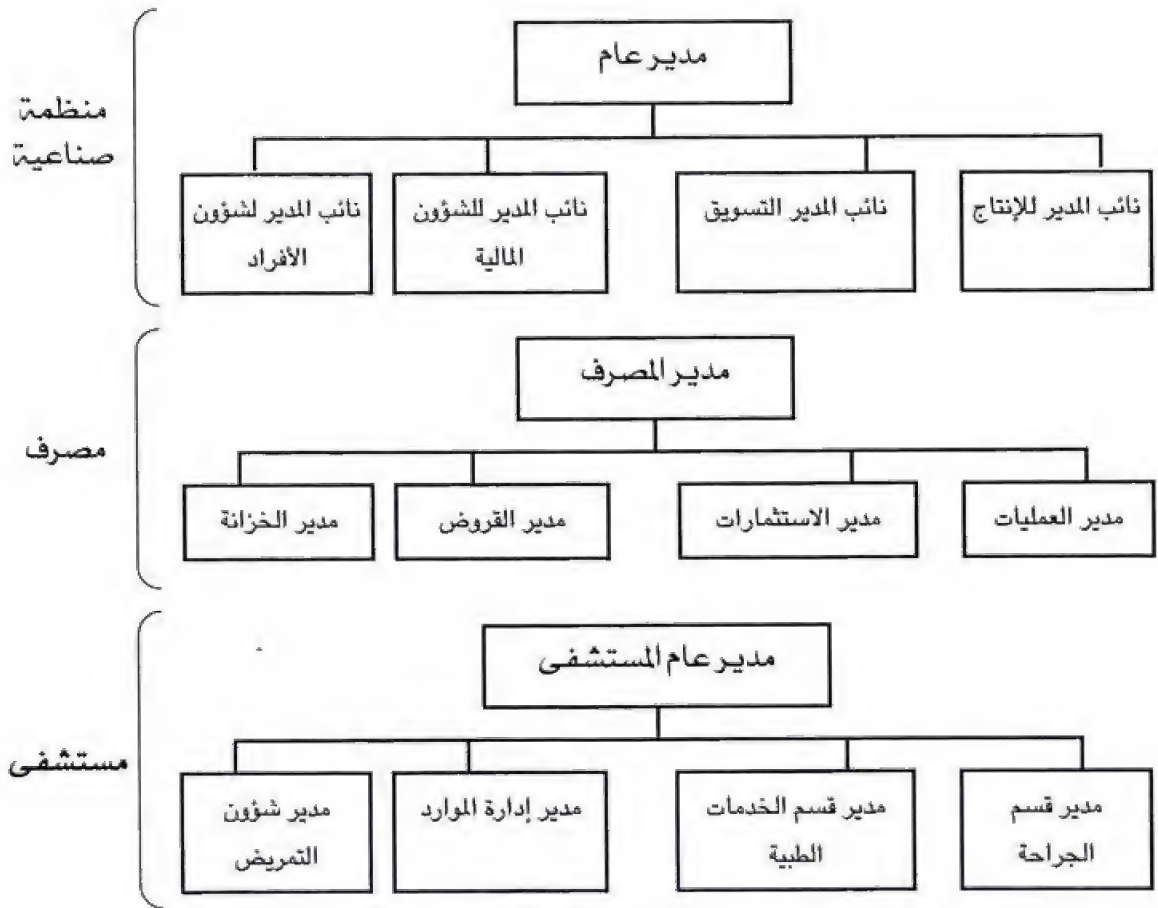 منظمة
صناعية
مدير عام
نائب المدير للإنتاج
نائب المدير التسويق
نائب المدير للشؤون
المالية
نائب المدير لشؤون
الأفراد
مصرف
مدير المصرف
مدير العمليات
مدير الاستثمارات
مدير القروض
مدير الخزانة
مستشفى
مدير عام المستشفى
مدير قسم
الجراحة
مدير قسم الخدمات
الطبية
مدير إدارة الموارد
مدير شؤون
التمريض